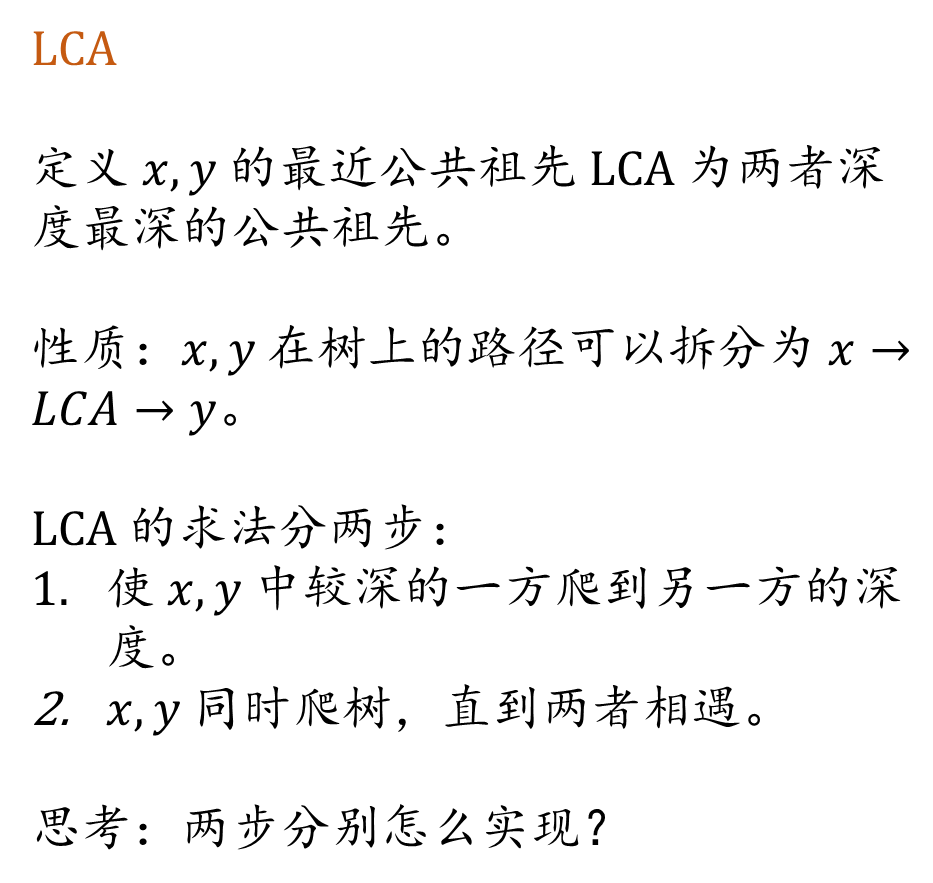 LCA
定义 x, y 的最近公共祖先 LCA 为两者深
度最深的公共祖先。
性质：x, y 在树上的路径可以拆分为 x →
LCA → y。
LCA 的求法分两步：
1. 使 x, y 中较深的一方爬到另一方的深
度。
2. x, y 同时爬树，直到两者相遇。
思考：两步分别怎么实现？